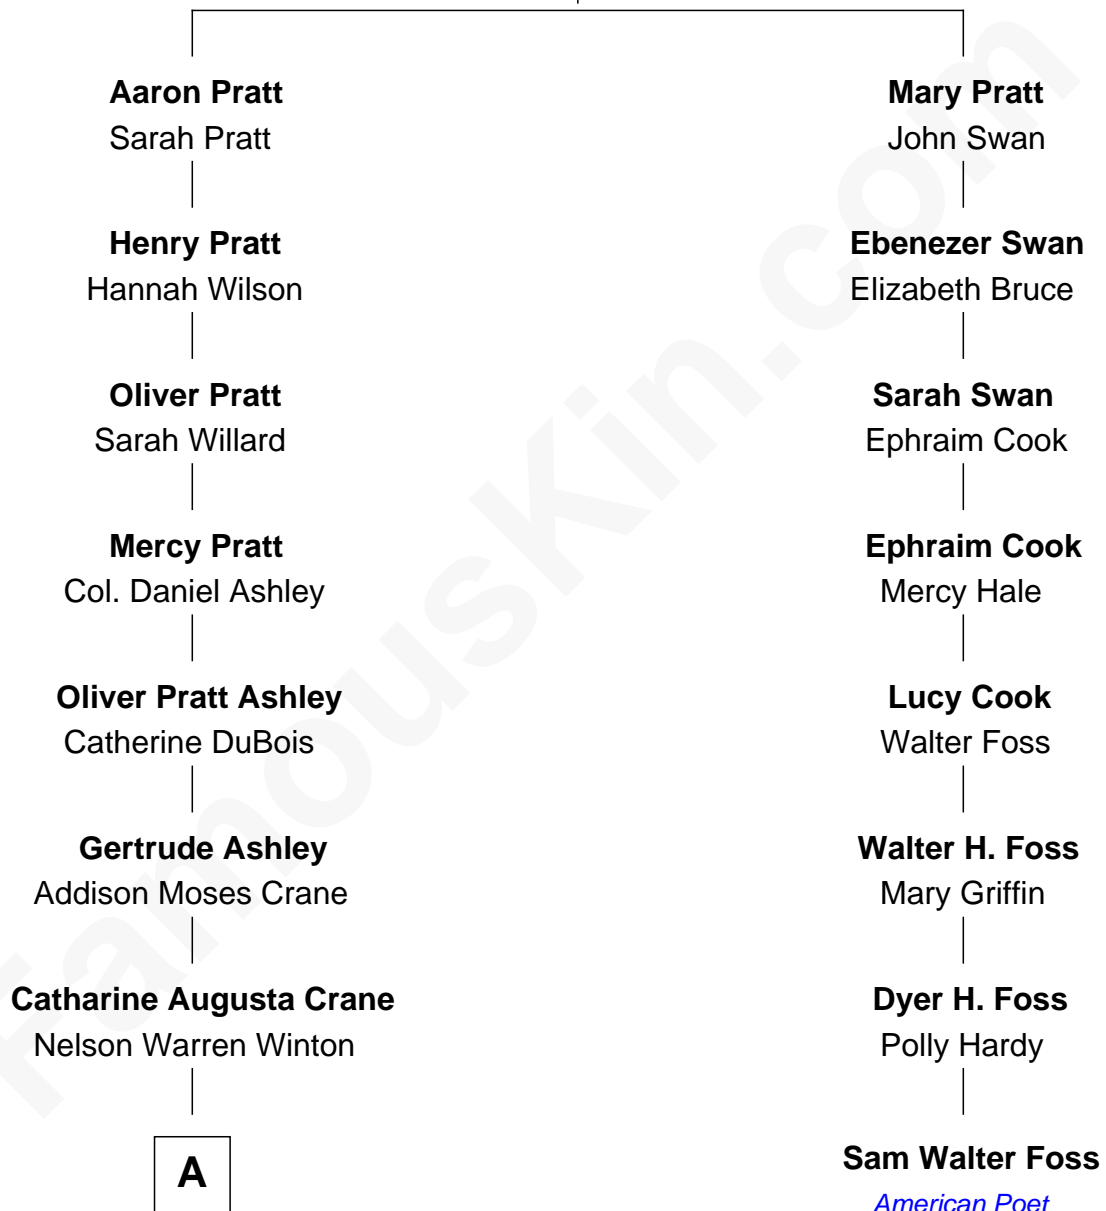 Aaron Pratt
Sarah Pratt
Mary Pratt
John Swan
Henry Pratt
Hannah Wilson
Ebenezer Swan
Elizabeth Bruce
Oliver Pratt
Sarah Willard
Sarah Swan
Ephraim Cook
Mercy Pratt
Col. Daniel Ashley
Ephraim Cook
Mercy Hale
Oliver Pratt Ashley
Catherine DuBois
Lucy Cook
Walter Foss
Gertrude Ashley
Addison Moses Crane
Walter H. Foss
Mary Griffin
Catharine Augusta Crane
Nelson Warren Winton
Dyer H. Foss
Polly Hardy
A
Sam Walter Foss
American Poet
FamousKin.com